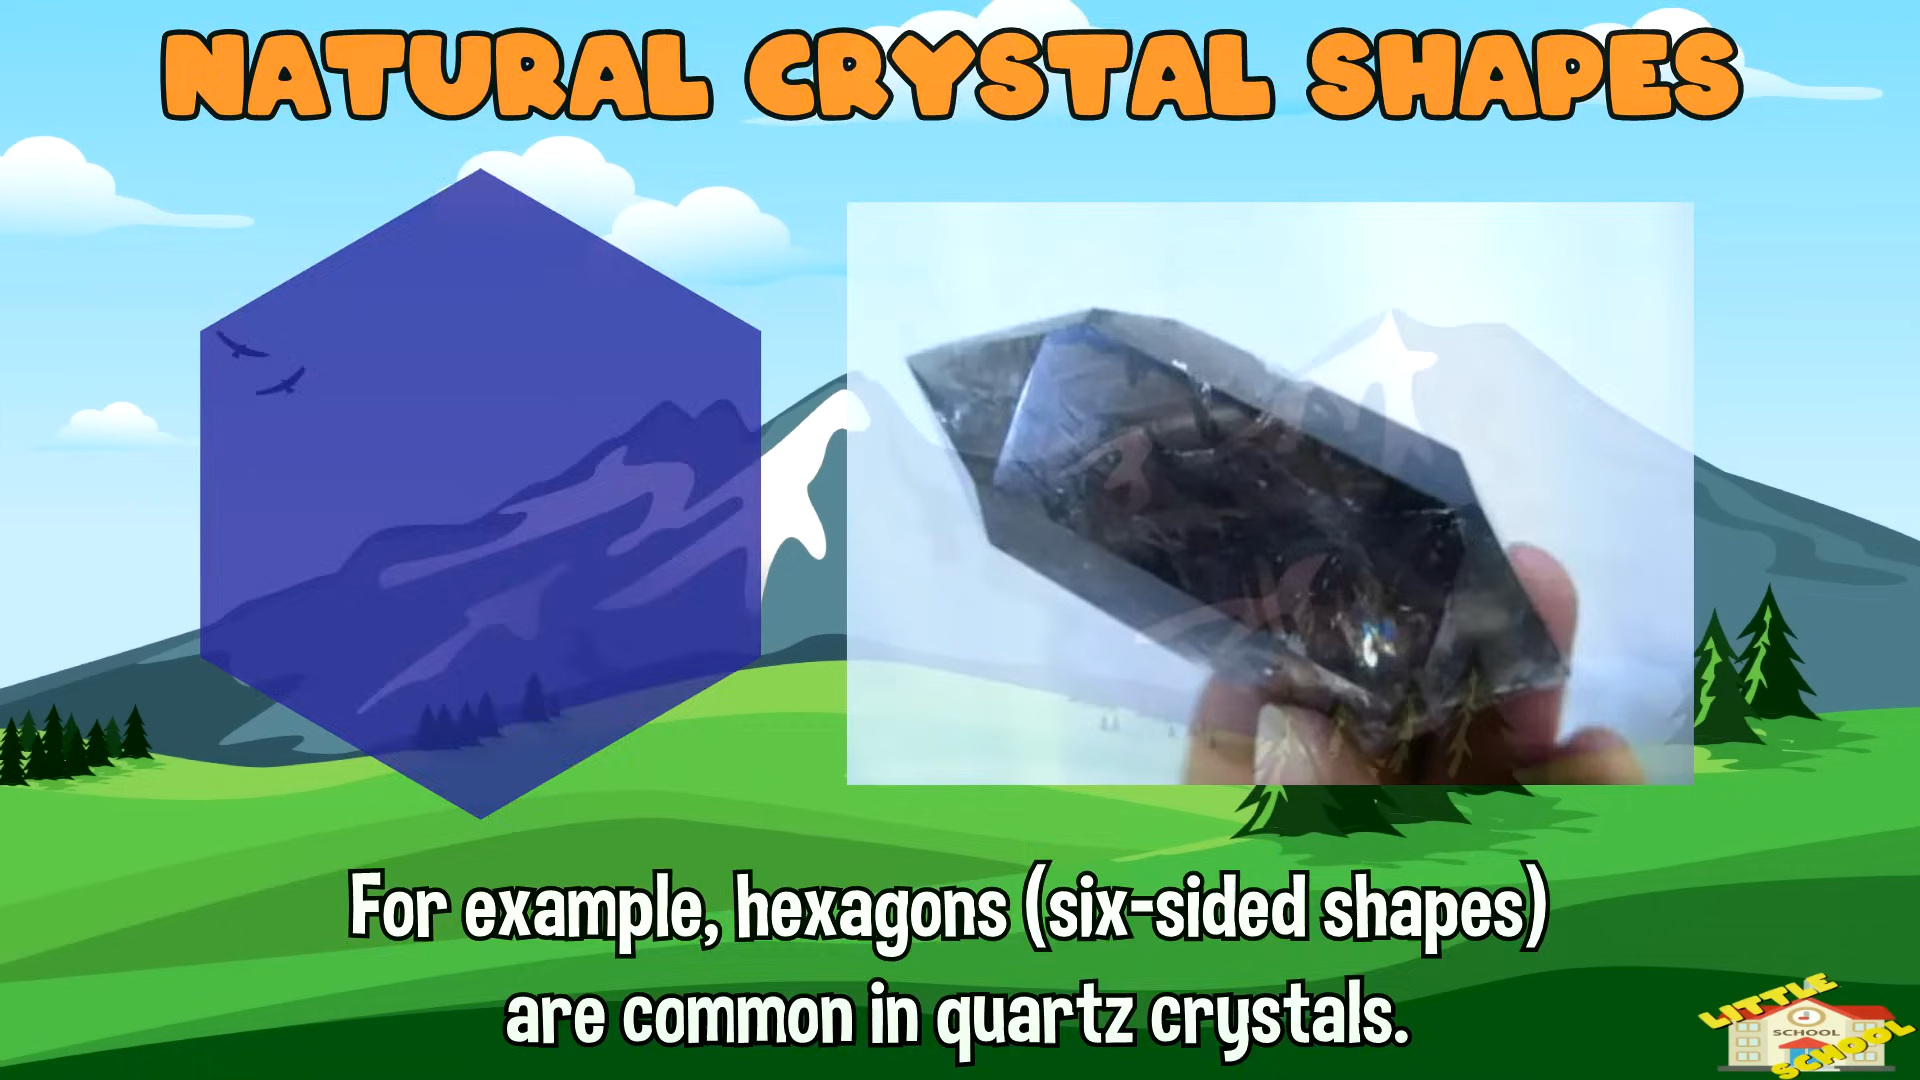 NATURAL CRYSTAL SHAPES
For example, hexagons (six-sided shapes)
are common in quartz crystals.
LITTLE
SCHOOL
SCHOOL